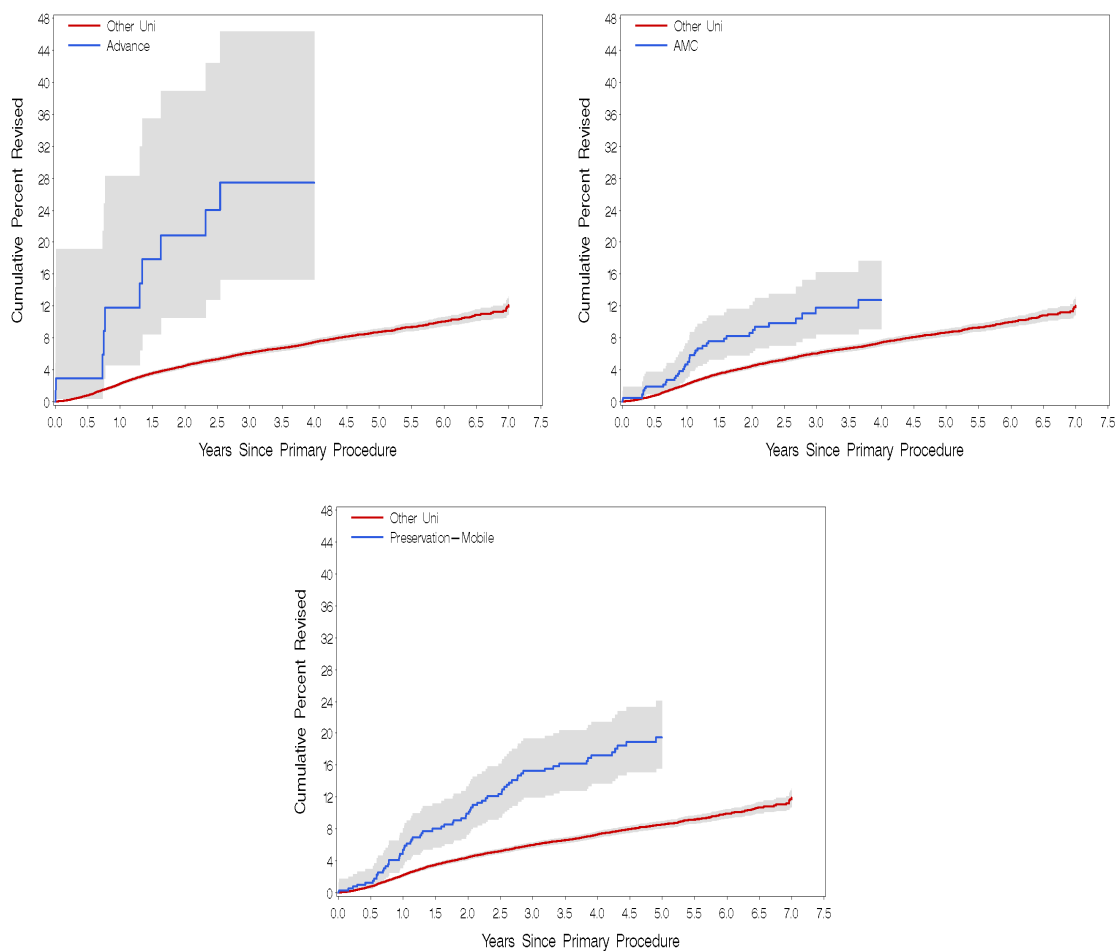 Cumulative Percent Revised
48
44
40
36
32
28
24
20
16
12
8
4
0
Other Uni
Advance
0.0 0.5 1.0 1.5 2.0 2.5 3.0 3.5 4.0 4.5 5.0 5.5 6.0 6.5 7.0 7.5
Years Since Primary Procedure
Cumulative Percent Revised
48
44
40
36
32
28
24
20
16
12
8
4
0
Other Uni
AMC
0.0 0.5 1.0 1.5 2.0 2.5 3.0 3.5 4.0 4.5 5.0 5.5 6.0 6.5 7.0 7.5
Years Since Primary Procedure
Cumulative Percent Revised
48
44
40
36
32
28
24
20
16
12
8
4
0
Other Uni
Preservation–Mobile
0.0 0.5 1.0 1.5 2.0 2.5 3.0 3.5 4.0 4.5 5.0 5.5 6.0 6.5 7.0 7.5
Years Since Primary Procedure